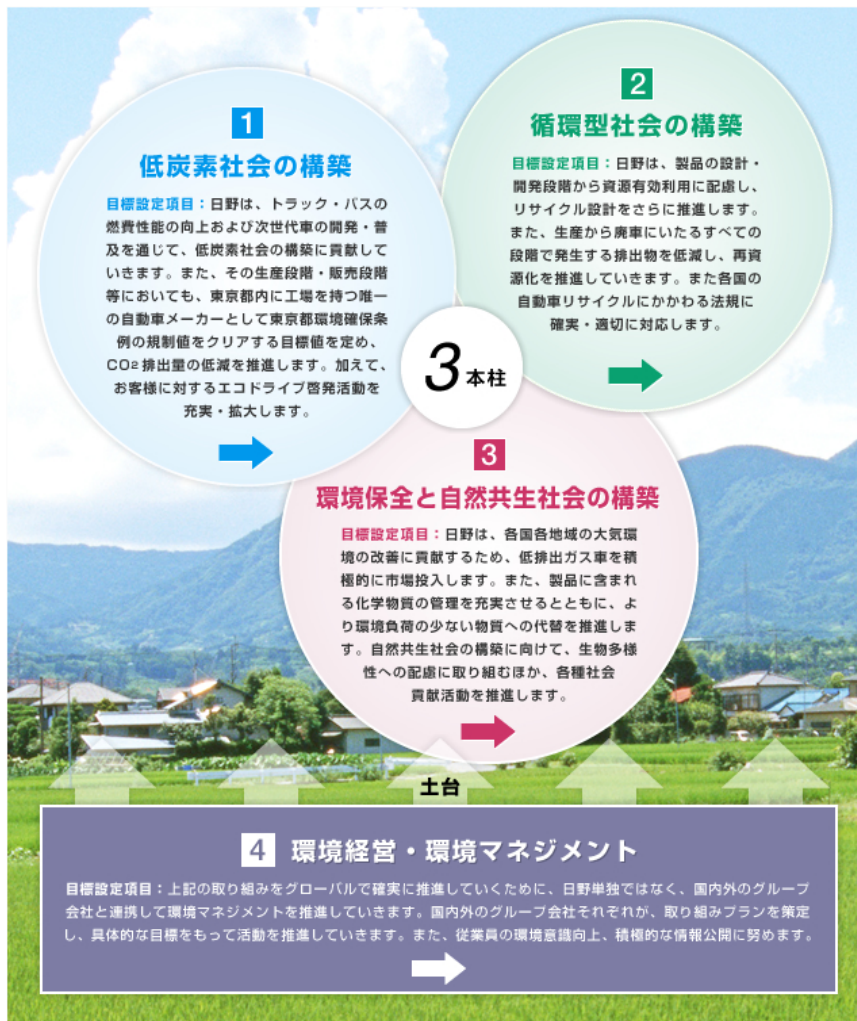 1
低炭素社会の構築
目標設定項目：日野は、トラック・バスの
燃費性能の向上および次世代車の開発・普
及を通じて、低炭素社会の構築に貢献して
いきます。また、その生産段階・販売段階
等においても、東京都内に工場を持つ唯一
の自動車メーカーとして東京都環境確保条
例の規制値をクリアする目標値を定め、
CO2排出量の低減を推進します。加えて、
お客様に対するエコドライブ啓発活動を
充実・拡大します。
2
循環型社会の構築
目標設定項目：日野は、製品の設計・
開発段階から資源有効利用に配慮し、
リサイクル設計をさらに推進します。
また、生産から廃車にいたるすべての
段階で発生する排出物を低減し、再資
源化を推進していきます。また各国の
自動車リサイクルにかかわる法規に
確実・適切に対応します。
3本柱
3
環境保全と自然共生社会の構築
目標設定項目：日野は、各国各地域の大気環
境の改善に貢献するため、低排出ガス車を積
極的に市場投入します。また、製品に含まれ
る化学物質の管理を充実させるとともに、よ
り環境負荷の少ない物質への代替を推進しま
す。自然共生社会の構築に向けて、生物多様
性への配慮に取り組むほか、各種社会
貢献活動を推進します。
土台
4 環境経営・環境マネジメント
目標設定項目：上記の取り組みをグローバルで確実に推進していくために、日野単独ではなく、国内外のグループ
会社と連携して環境マネジメントを推進していきます。国内外のグループ会社それぞれが、取り組みプランを策定
し、具体的な目標をもって活動を推進していきます。また、従業員の環境意識向上、積極的な情報公開に努めます。